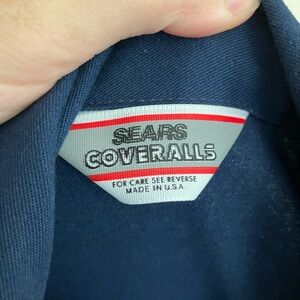 SEARS
COVERALLS
FOR CARE SEE REVERSE
MADE IN U.S.A.